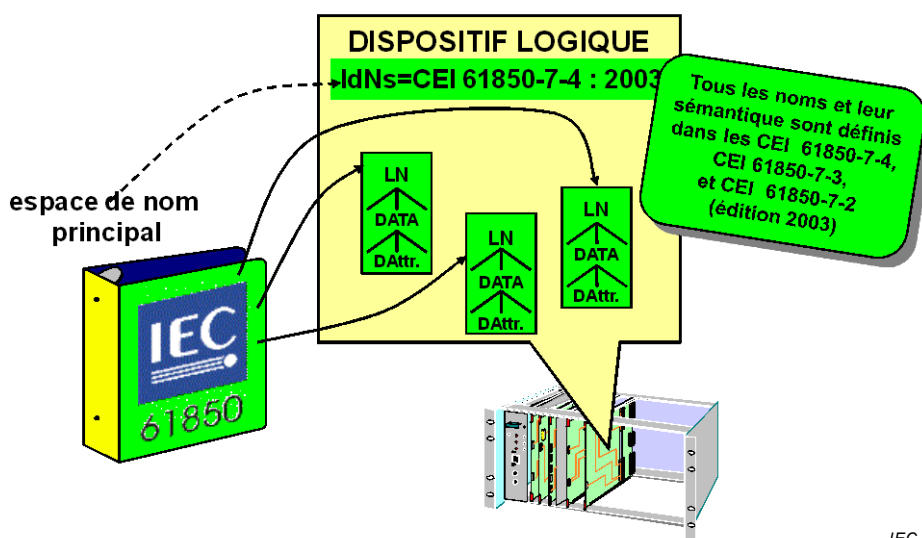 DISPOSITIF LOGIQUE
IdNs=CEI 61850-7-4 : 2003
Tous les noms et leur
sémantique sont définis
dans les CEI 61850-7-4,
CEI 61850-7-3,
et CEI 61850-7-2
(édition 2003)
espace de nom
principal
LN
DATA
DAttr.
LN
DATA
DAttr.
LN
DATA
DAttr.
IEC
61850
IEC